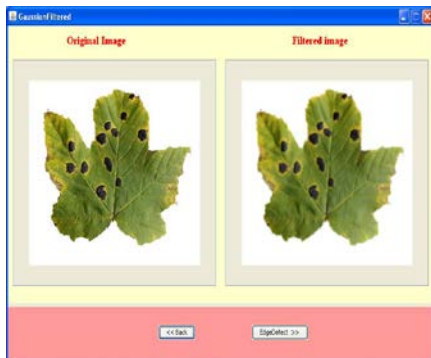 GaussianFiltered
Original Image
Filtered image
<< Back
EdgeDetect >>